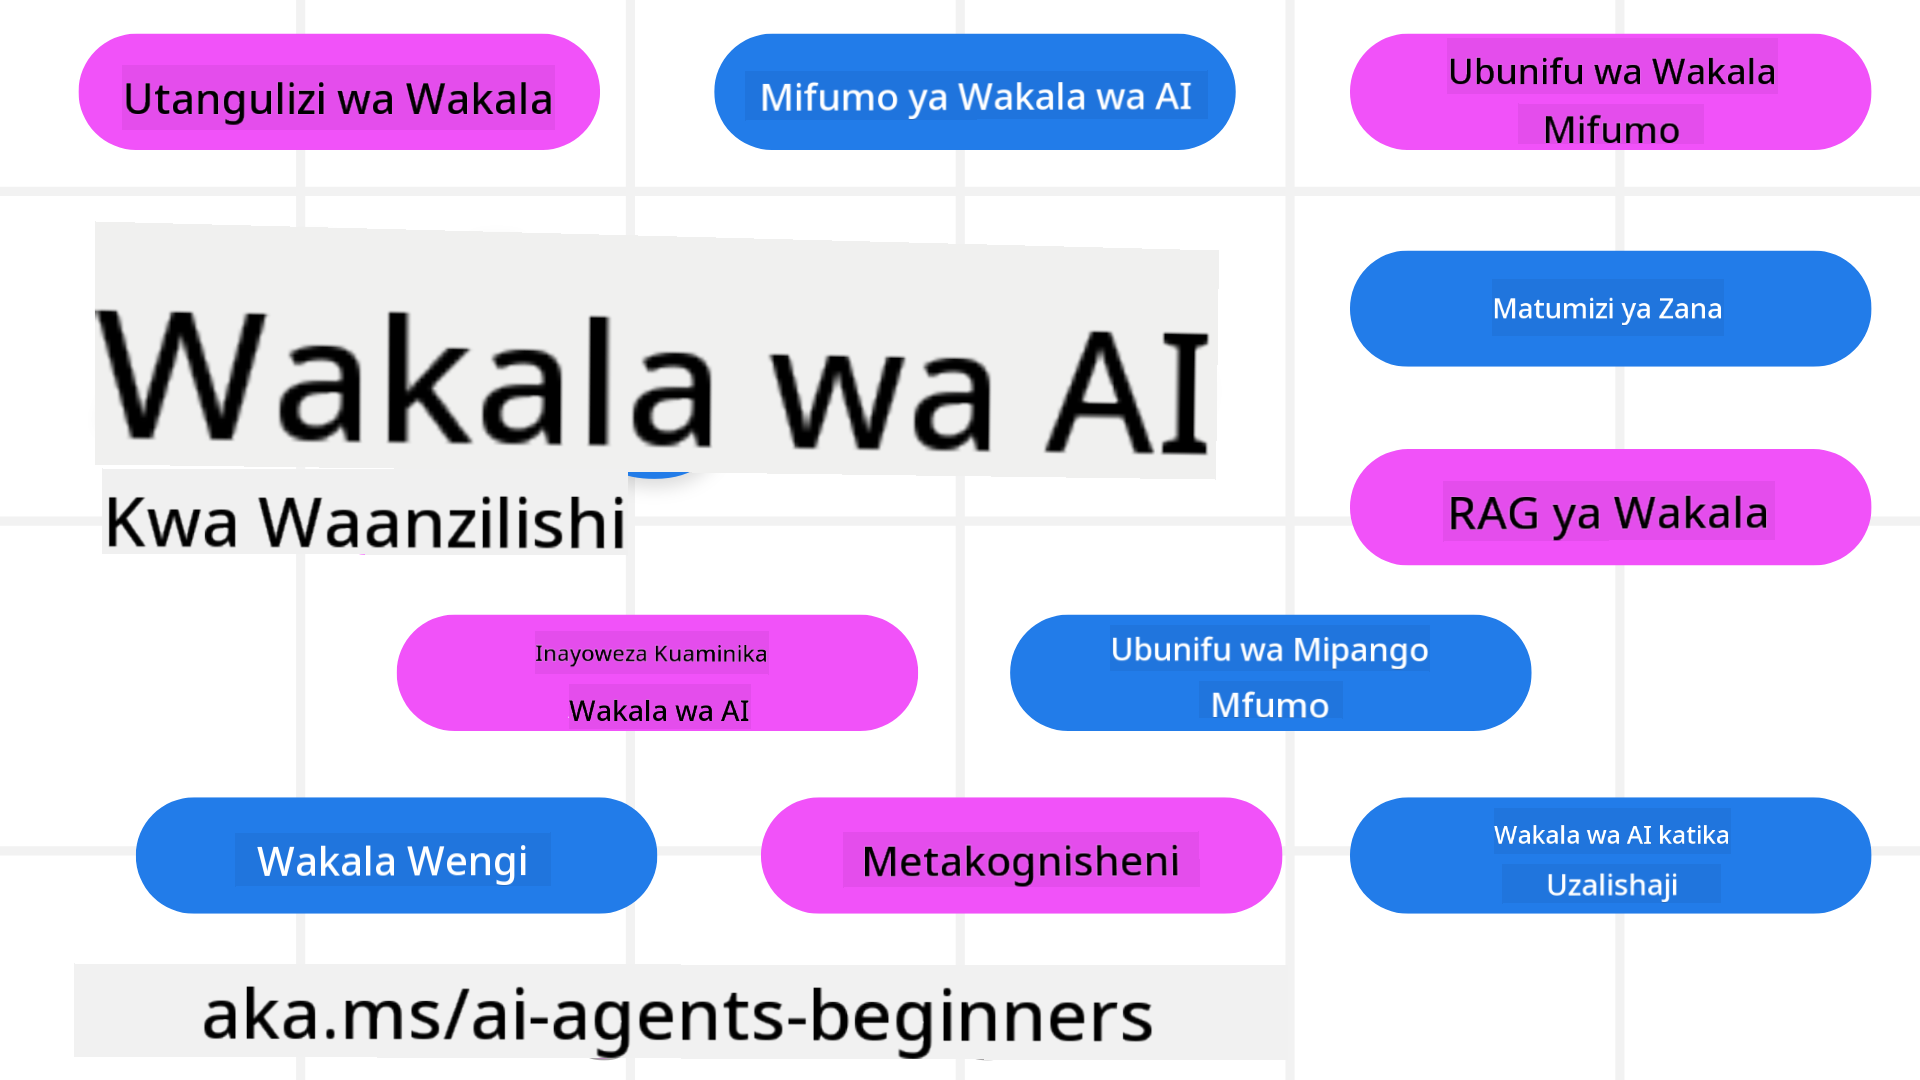 Utangulizi wa Wakala
Mifumo ya Wakala wa AI
Ubunifu wa Wakala
Mifumo
Wakala wa AI
Kwa Waanzilishi
Matumizi ya Zana
RAG ya Wakala
Inayoweza Kuaminika
Wakala wa AI
Ubunifu wa Mipango
Mfumo
Wakala Wengi
Metakognisheni
Wakala wa AI katika
Uzalishaji
aka.ms/ai-agents-beginners